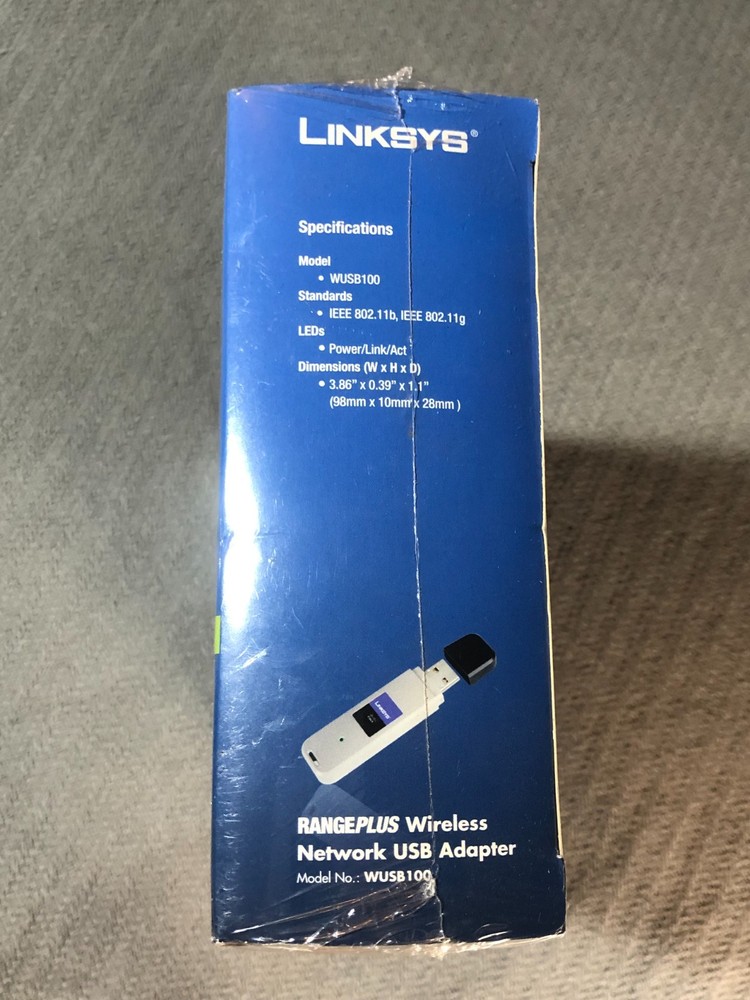 LINKSYS®
Specifications
Model
• WUSB100
Standards
• IEEE 802.11b, IEEE 802.11g
LEDs
• Power/Link/Act
Dimensions (W x H x D)
• 3.86" x 0.39" x 1.1"
(98mm x 10mm x 28mm )
LINKSYS
RANGEPLUS Wireless
Network USB Adapter
Model No.: WUSB100